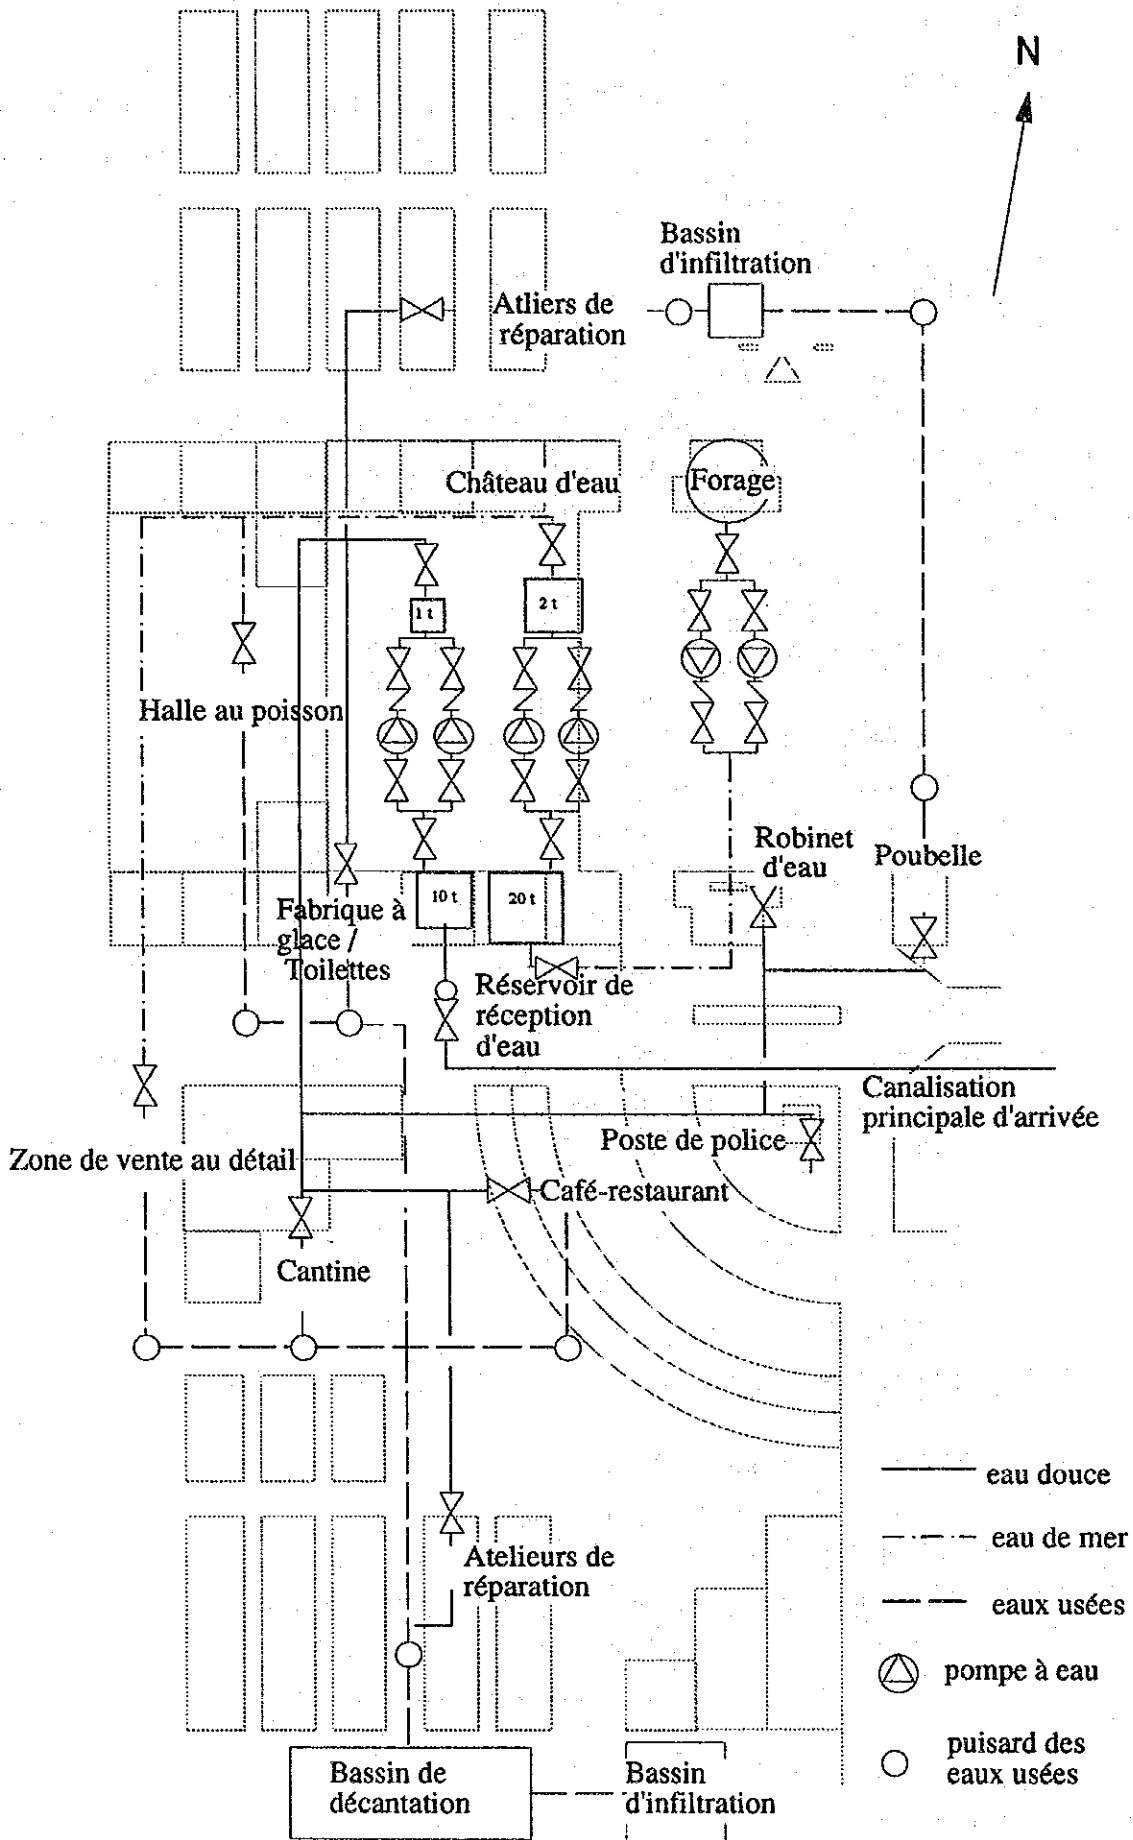 N
Bassin
d'infiltration
Atliers de
réparation
Château d'eau
Forage
1 t
2 t
Halle au poisson
Robinet
d'eau
Poubelle
10 t
20 t
Fabrique à
glace /
Toilettes
Réservoir de
réception
d'eau
Canalisation
principale d'arrivée
Poste de police
Zone de vente au détail
Café-restaurant
Cantine
eau douce
eau de mer
Atelieurs de
réparation
eaux usées
pompe à eau
puisard des
eaux usées
Bassin de
décantation
Bassin
d'infiltration